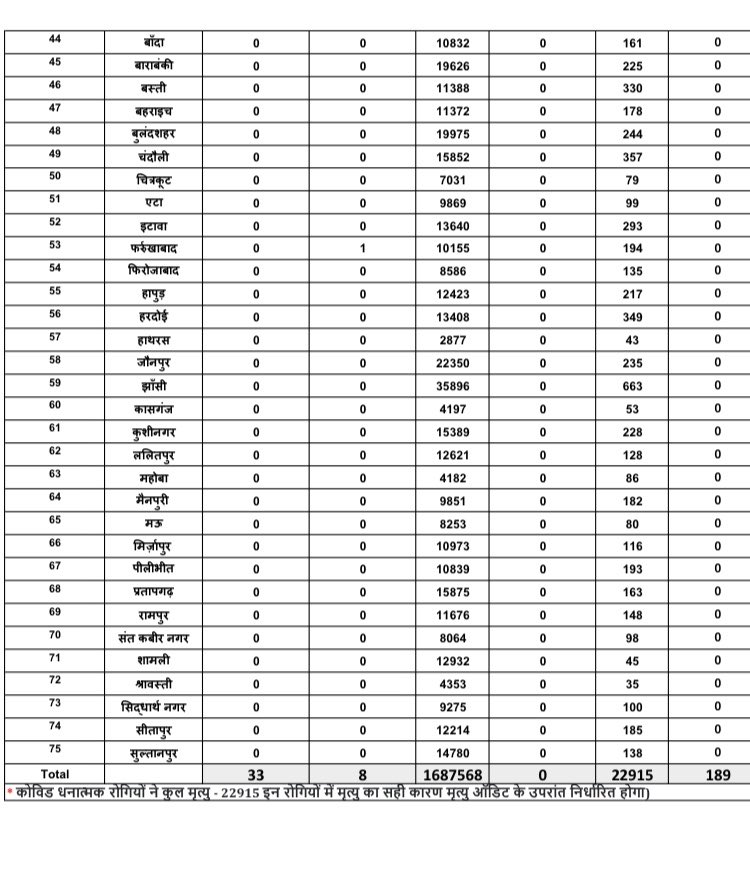 44 बाँदा 0 0 10832 0 161 0
45 बाराबंकी 0 0 19626 0 225 0
46 बस्ती 0 0 11388 0 330 0
47 बहराइच 0 0 11372 0 178 0
48 बुलंदशहर 0 0 19975 0 244 0
49 चंदौली 0 0 15852 0 357 0
50 चित्रकूट 0 0 7031 0 79 0
51 एटा 0 0 9869 0 99 0
52 इटावा 0 0 13640 0 293 0
53 फर्रुखाबाद 0 1 10155 0 194 0
54 फिरोजाबाद 0 0 8586 0 135 0
55 हापुड़ 0 0 12423 0 217 0
56 हरदोई 0 0 13408 0 349 0
57 हाथरस 0 0 2877 0 43 0
58 जौनपुर 0 0 22350 0 235 0
59 झाँसी 0 0 35896 0 663 0
60 कासगंज 0 0 4197 0 53 0
61 कुशीनगर 0 0 15389 0 228 0
62 ललितपुर 0 0 12621 0 128 0
63 महोबा 0 0 4182 0 86 0
64 मैनपुरी 0 0 9851 0 182 0
65 मऊ 0 0 8253 0 80 0
66 मिर्ज़ापुर 0 0 10973 0 116 0
67 पीलीभीत 0 0 10839 0 193 0
68 प्रतापगढ़ 0 0 15875 0 163 0
69 रामपुर 0 0 11676 0 148 0
70 संत कबीर नगर 0 0 8064 0 98 0
71 शामली 0 0 12932 0 45 0
72 श्रावस्ती 0 0 4353 0 35 0
73 सिद्धार्थ नगर 0 0 9275 0 100 0
74 सीतापुर 0 0 12214 0 185 0
75 सुल्तानपुर 0 0 14780 0 138 0
Total 33 8 1687568 0 22915 189
* कोविड धनात्मक रोगियों ने कुल मृत्यु - 22915 इन रोगियों में मृत्यु का सही कारण मृत्यु ऑडिट के उपरांत निर्धारित होगा)